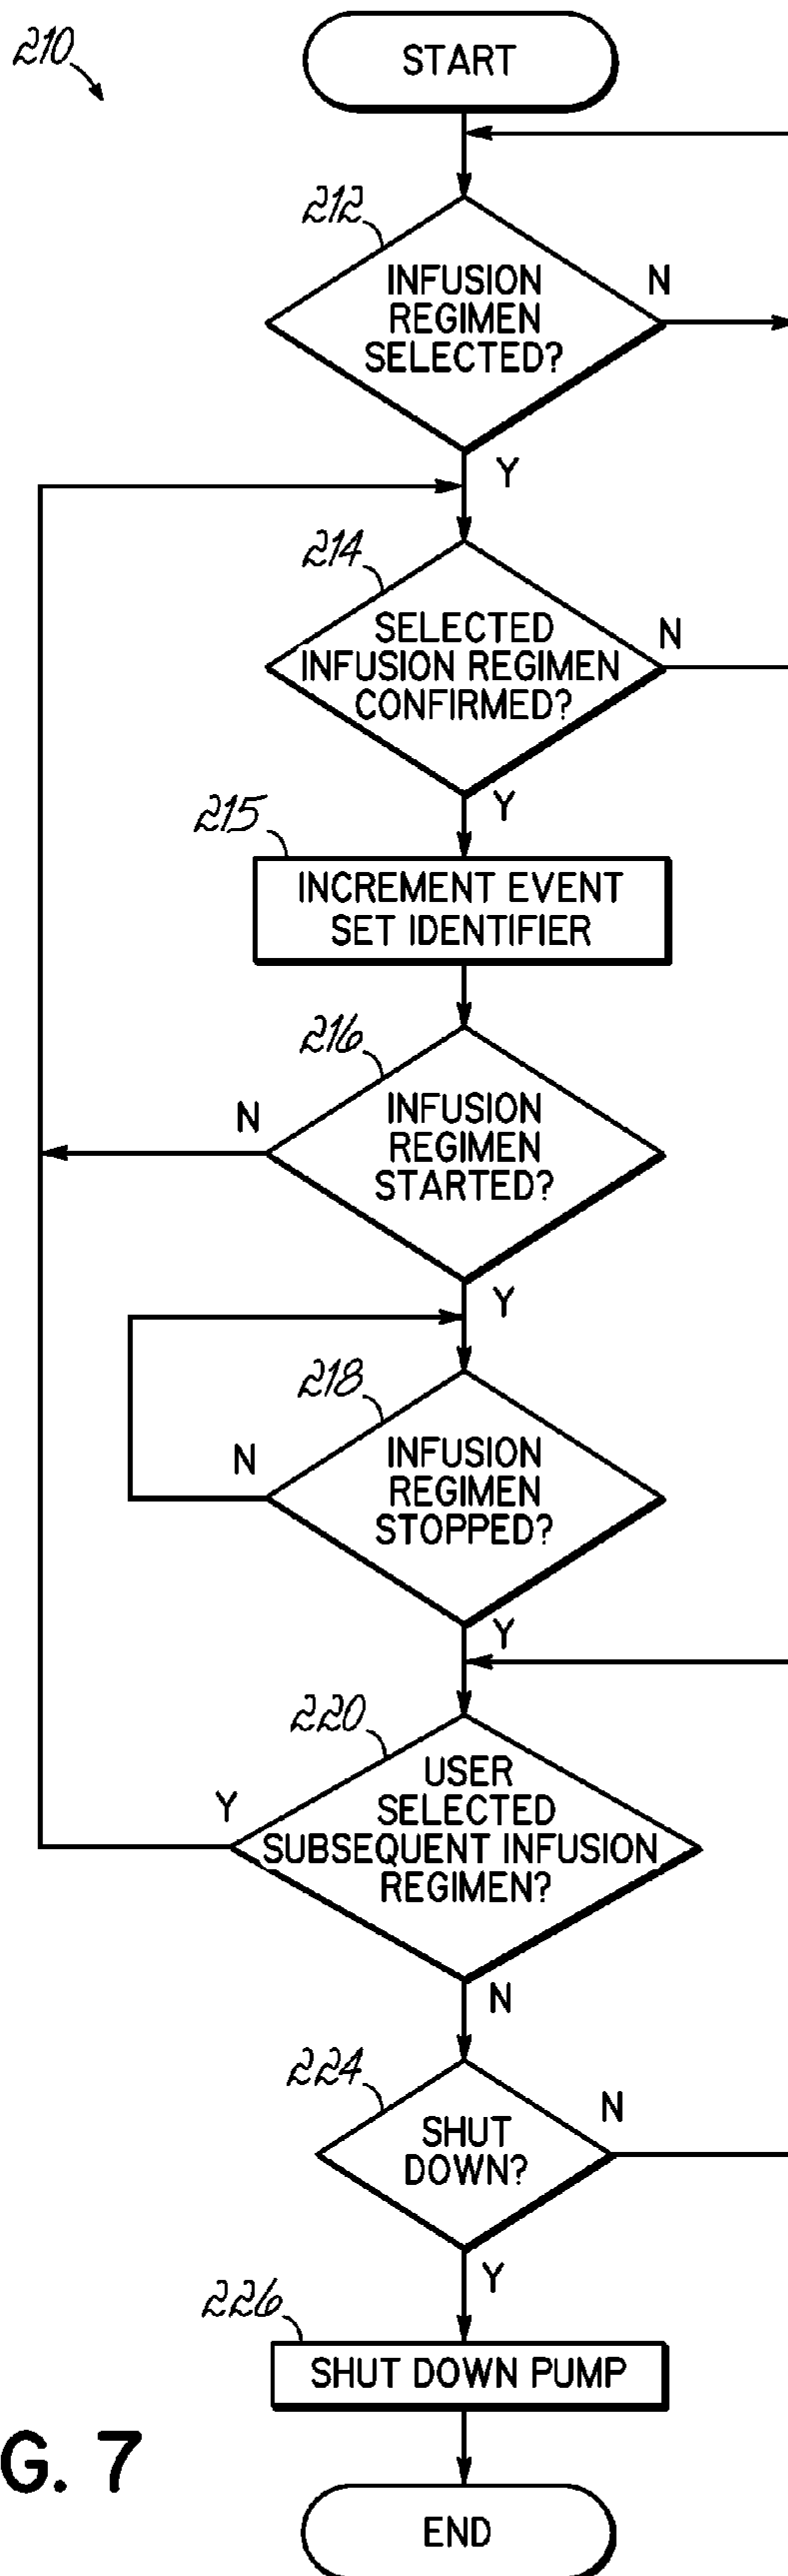 210
START
212
INFUSION
REGIMEN
SELECTED?
N
Y
214
SELECTED
INFUSION REGIMEN
CONFIRMED?
N
Y
215
INCREMENT EVENT
SET IDENTIFIER
216
INFUSION
REGIMEN
STARTED?
N
Y
218
INFUSION
REGIMEN
STOPPED?
N
Y
220
USER
SELECTED
SUBSEQUENT INFUSION
REGIMEN?
Y
N
224
SHUT
DOWN?
N
Y
226
SHUT DOWN PUMP
G. 7
END